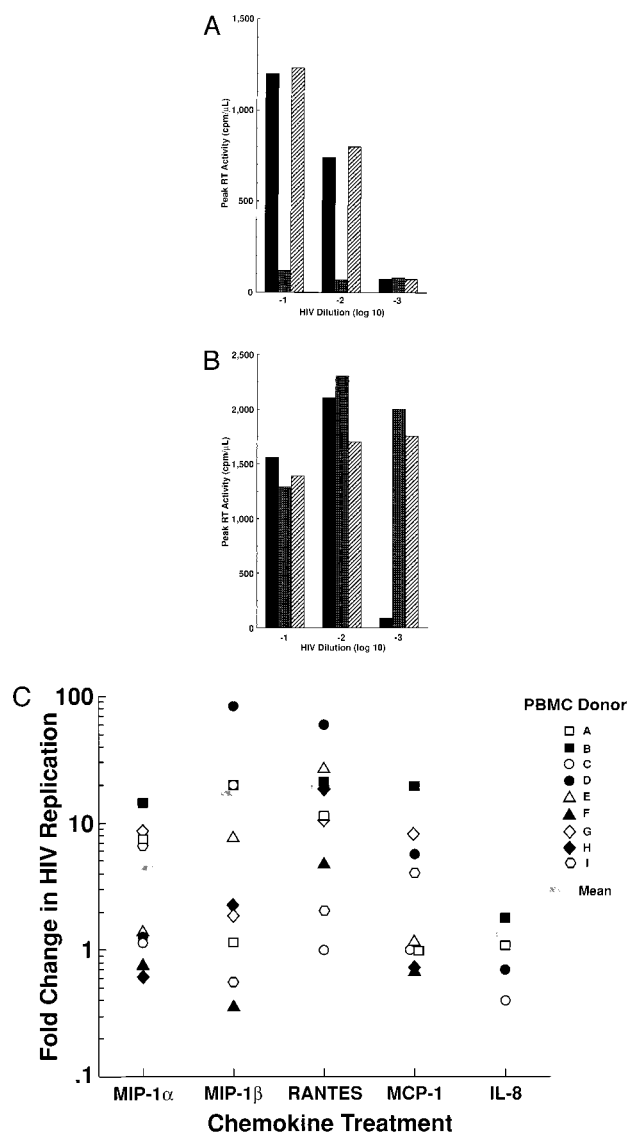 A
1,500
1,000
500
0
Peak RT Activity (cpm/µL)
-1 -2 -3
HIV Dilution (log 10)
B
2,500
2,000
1,500
1,000
500
0
Peak RT Activity (cpm/µL)
-1 -2 -3
HIV Dilution (log 10)
C
100
10
1
.1
Fold Change in HIV Replication
PBMC Donor
A
B
C
D
E
F
G
H
I
Mean
MIP-1α MIP-1β RANTES MCP-1 IL-8
Chemokine Treatment